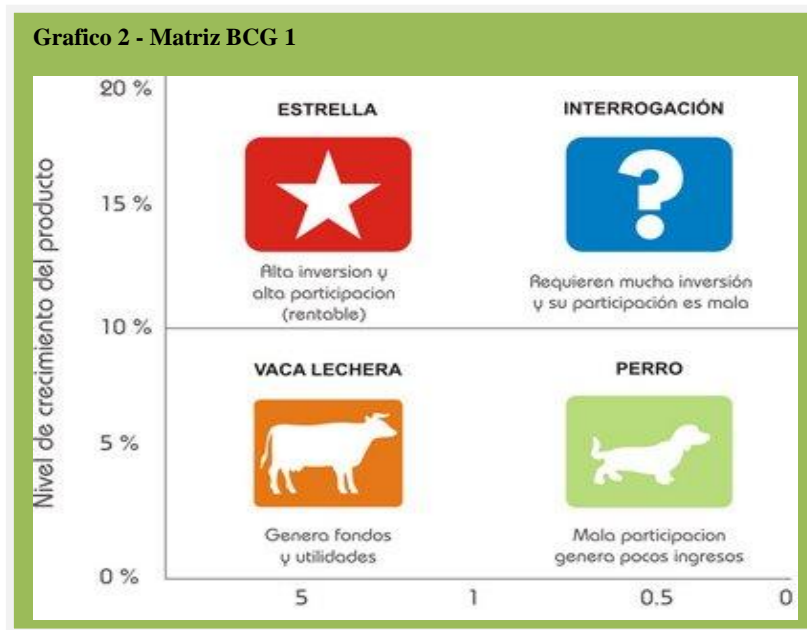 Grafico 2 - Matriz BCG 1
Nivel de crecimiento del producto
20 %
15 %
10 %
5 %
0 %
ESTRELLA
Alta inversion y
alta participacion
(rentable)
INTERROGACIÓN
?
Requieren mucha inversión
y su participación es mala
VACA LECHERA
Genera fondos
y utilidades
PERRO
Mala participacion
genera pocos ingresos
5 1 0.5 0